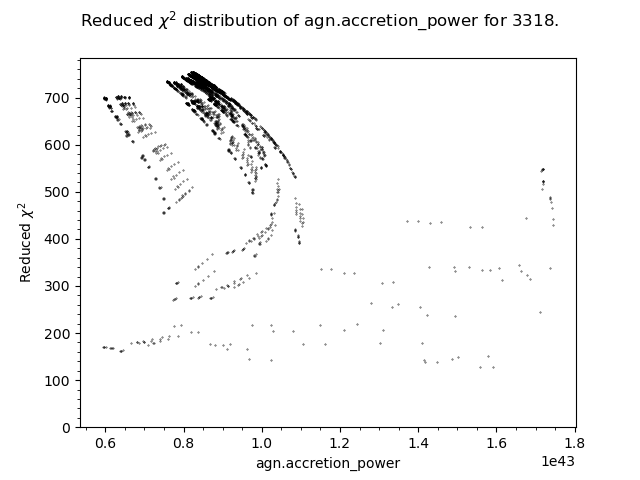 Reduced χ² distribution of agn.accretion_power for 3318.
Reduced χ²
700
600
500
400
300
200
100
0
0.6 0.8 1.0 1.2 1.4 1.6 1.8
1e43
agn.accretion_power